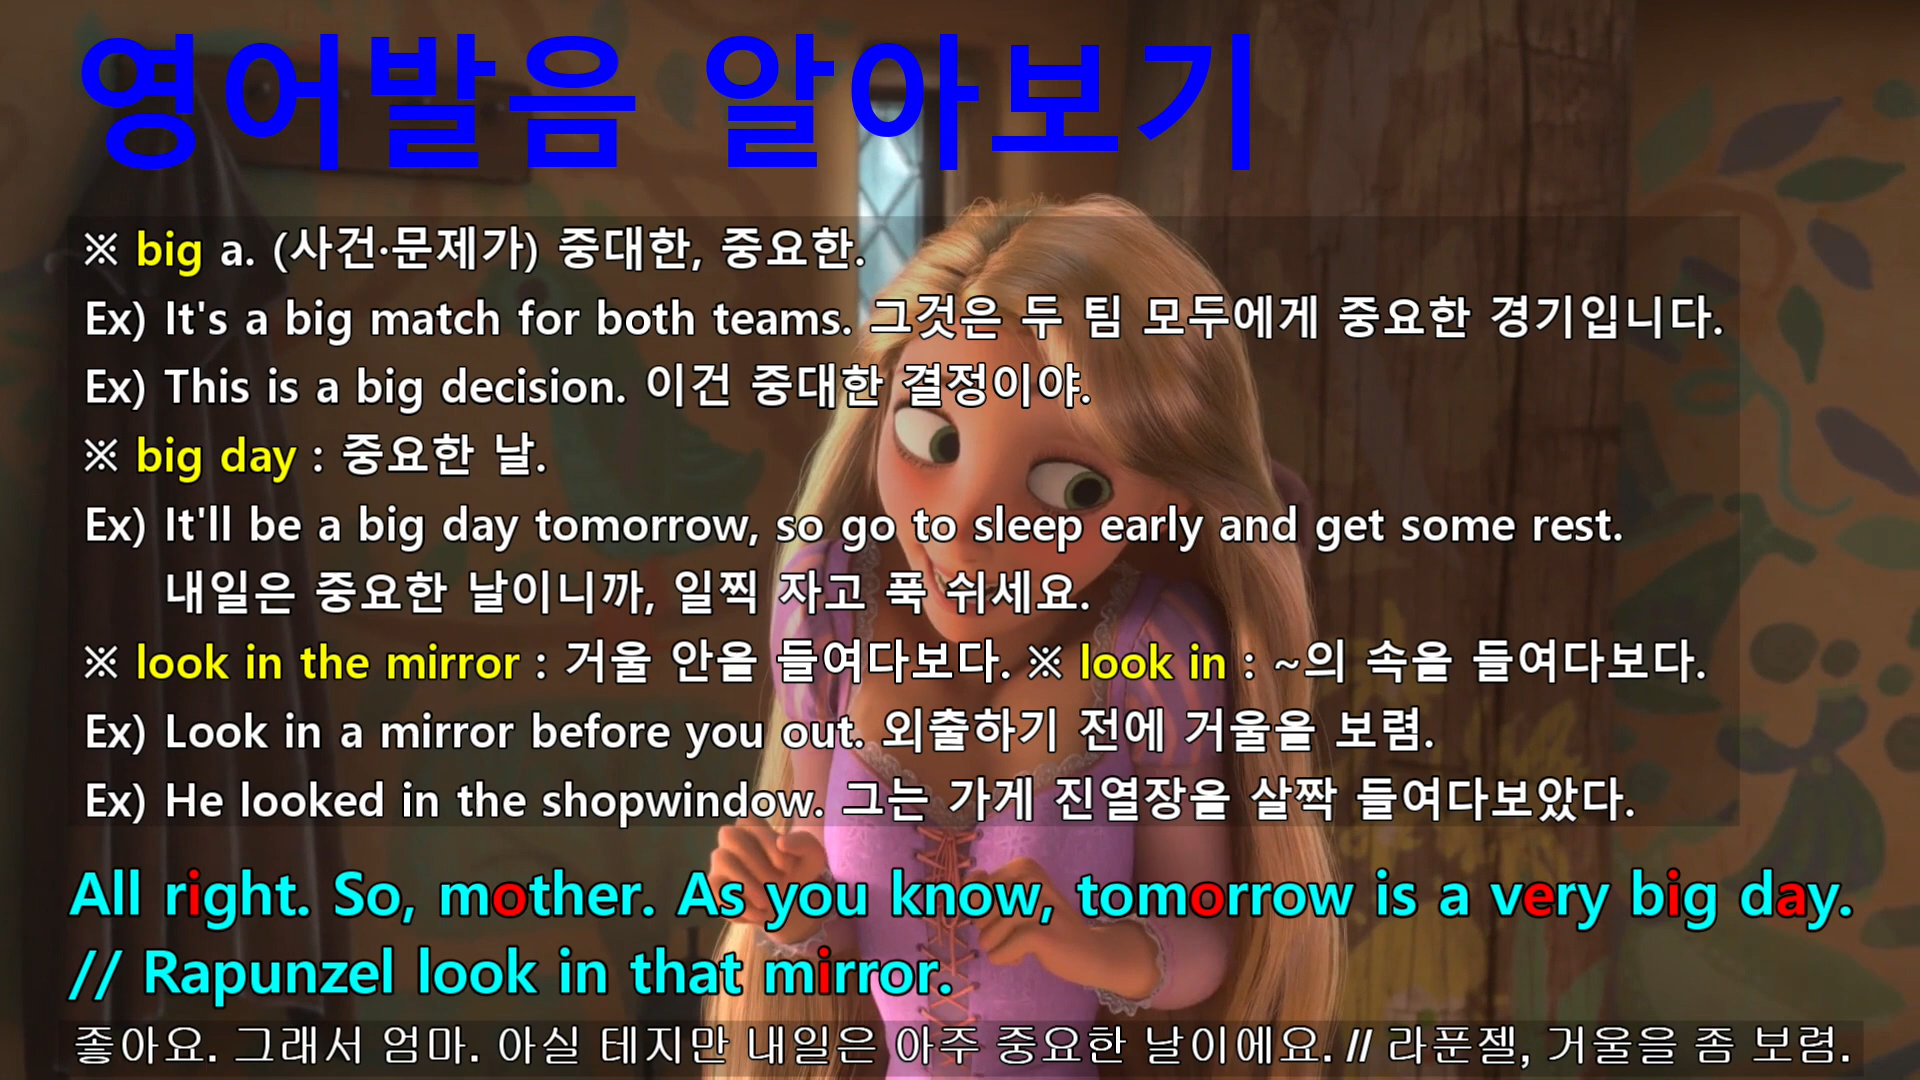 영어발음 알아보기
※ big a. (사건·문제가) 중대한, 중요한.
Ex) It's a big match for both teams. 그것은 두 팀 모두에게 중요한 경기입니다.
Ex) This is a big decision. 이건 중대한 결정이야.
※ big day : 중요한 날.
Ex) It'll be a big day tomorrow, so go to sleep early and get some rest.
내일은 중요한 날이니까, 일찍 자고 푹 쉬세요.
※ look in the mirror : 거울 안을 들여다보다. ※ look in : ~의 속을 들여다보다.
Ex) Look in a mirror before you out. 외출하기 전에 거울을 보렴.
Ex) He looked in the shopwindow. 그는 가게 진열장을 살짝 들여다보았다.
All right. So, mother. As you know, tomorrow is a very big day.
// Rapunzel look in that mirror.
좋아요. 그래서 엄마. 아실 테지만 내일은 아주 중요한 날이에요. // 라푼젤, 거울을 좀 보렴.